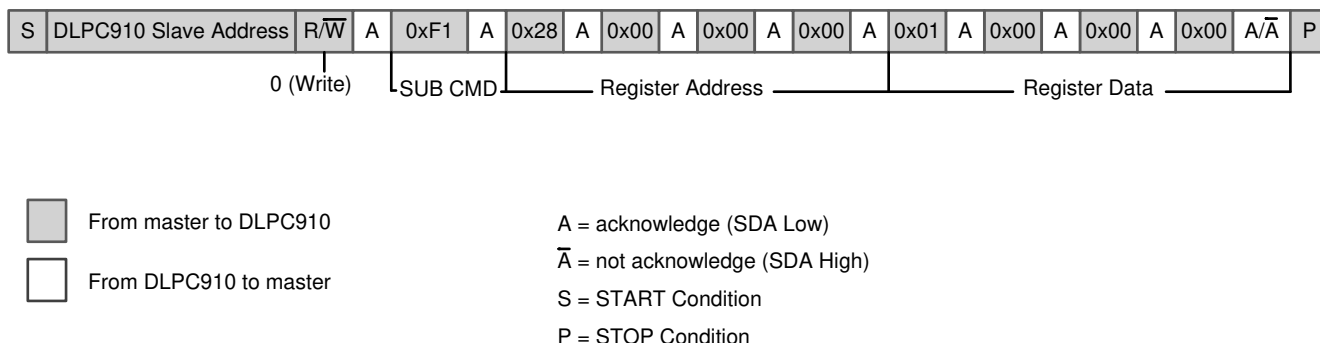 S DLPC910 Slave Address R/W̅ A 0xF1 A 0x28 A 0x00 A 0x00 A 0x00 A 0x01 A 0x00 A 0x00 A 0x00 A/A̅ P
0 (Write) SUB CMD Register Address Register Data
From master to DLPC910
From DLPC910 to master
A = acknowledge (SDA Low)
A̅ = not acknowledge (SDA High)
S = START Condition
P = STOP Condition